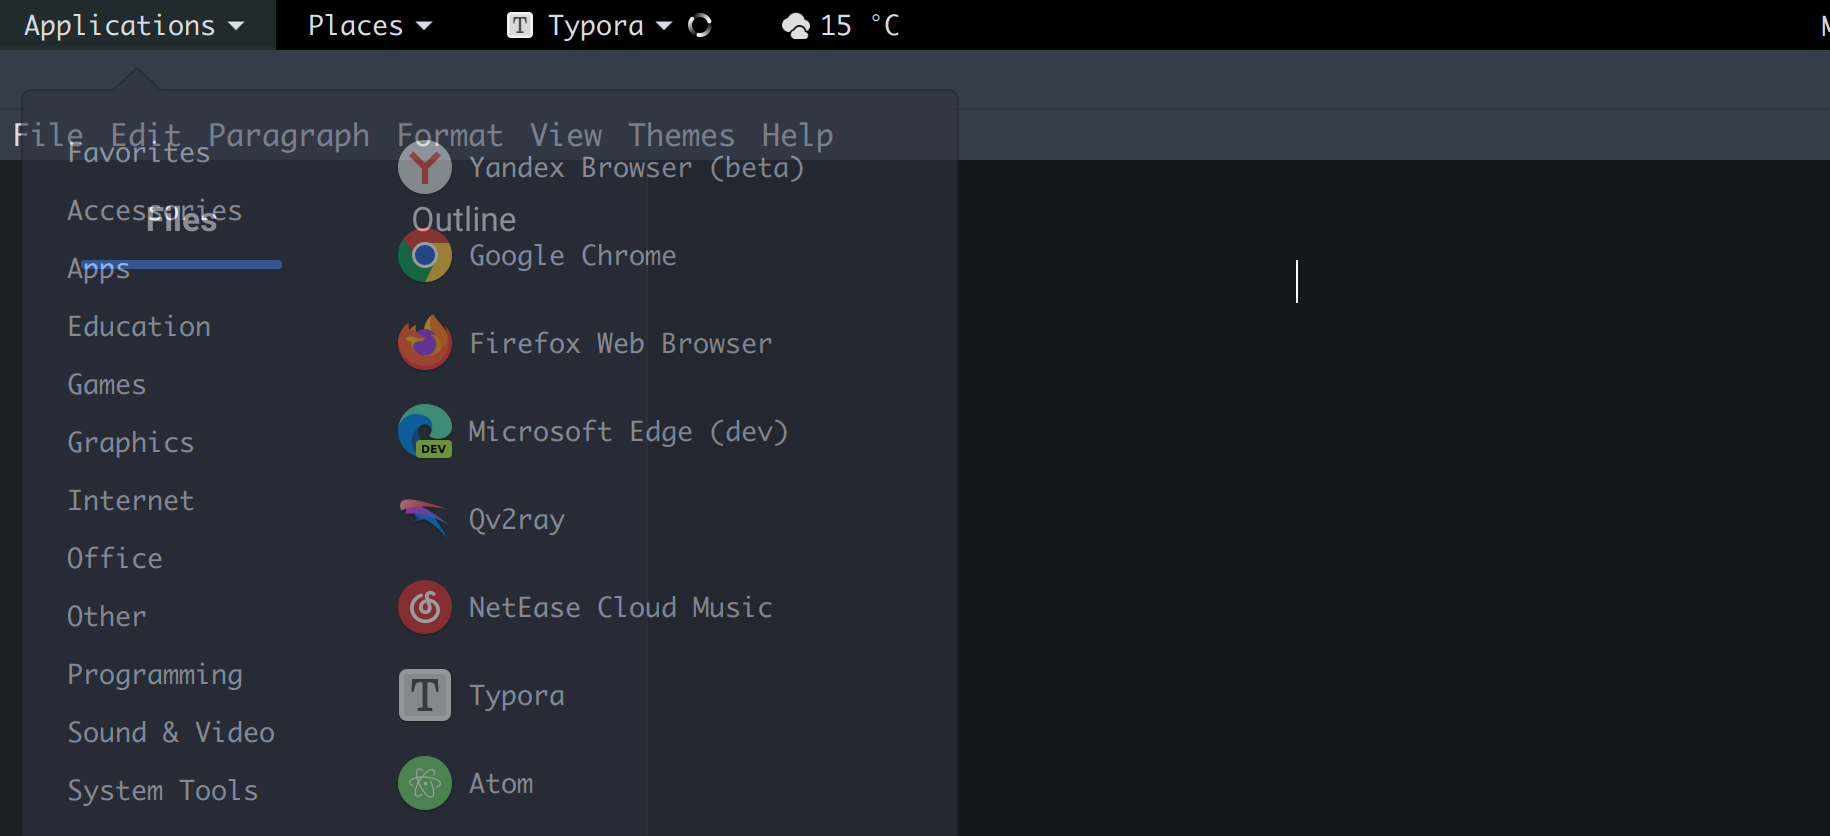 Applications Places Typora 15 °C
File Edit Paragraph Format View Themes Help
Files Outline
Favorites
Accessories
Apps
Education
Games
Graphics
Internet
Office
Other
Programming
Sound & Video
System Tools
Yandex Browser (beta)
Google Chrome
Firefox Web Browser
Microsoft Edge (dev)
DEV
Qv2ray
NetEase Cloud Music
Typora
Atom